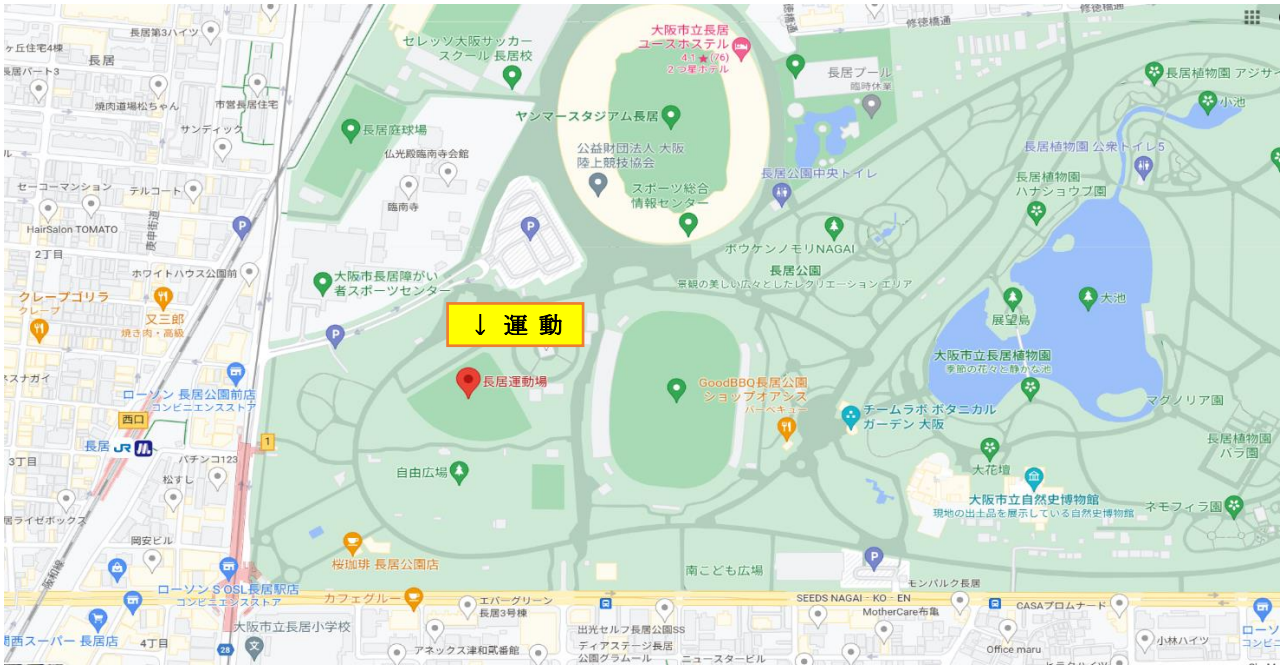 長居第3ハイツ
ヶ丘住宅4棟
長居
長居パート3
焼肉道場松ちゃん
市営長居住宅
サンディック
セレッソ大阪サッカー
スクール 長居校
大阪市立長居
ユースホステル
4.1★(76)
2つ星ホテル
修徳橋通
修徳橋通
長居プール
臨時休業
長居植物園 アジサイ
小池
ヤンマースタジアム長居
長居庭球場
仏光殿臨南寺会館
臨南寺
公益財団法人 大阪
陸上競技協会
スポーツ総合
情報センター
長居公園中央トイレ
長居植物園 公衆トイレ5
長居植物園
ハナショウブ園
セーコーマンション
テルコート
HairSalon TOMATO
庚申街道
2丁目
ホワイトハウス公園前
P
P
P
大阪市長居障がい
者スポーツセンター
ボウケンノモリNAGAI
長居公園
景観の美しい広々としたレクリエーション エリア
大池
展望島
クレープゴリラ
クレープ
又三郎
焼き肉・高級
↓ 運 動
長居運動場
大阪市立長居植物園
季節の花々と静かな池
ローソン 長居公園前店
コンビニエンスストア
GoodBBQ長居公園
ショップオアシス
バーベキュー
チームラボ ボタニカル
ガーデン 大阪
マグノリア園
長居植物園
バラ園
西口
長居 JR
1
パチンコ123
3丁目
松すし
自由広場
大花壇
大阪市立自然史博物館
現地の出土品を展示している自然史博物館
ネモフィラ園
岡安ビル
桜珈琲 長居公園店
阪和線
南こども広場
P
モンパルク長居
ローソン S OSL長居駅店
コンビニエンスストア
カフェグルー
エバーグリーン
長居3号棟
SEEDS NAGAI - KO - EN
MotherCare布亀
CASAプロムナード
関西スーパー 長居店
4丁目
28
大阪市立長居小学校
アネックス津和弐番館
出光セルフ長居公園SS
ディアステージ長居
公園グラムール
ニュースタービル
Office maru
小林ハイツ